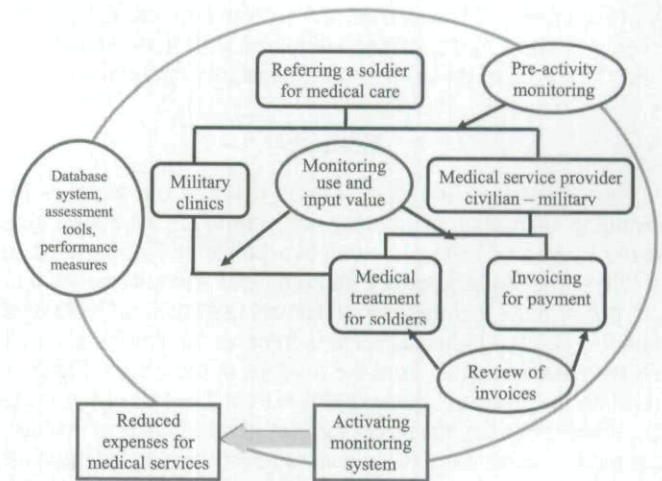 Referring a soldier
for medical care
Pre-activity
monitoring
Database
system,
assessment
tools,
performance
measures
Military
clinics
Monitoring
use and
input value
Medical service provider
civilian – military
Medical
treatment
for soldiers
Invoicing
for payment
Review of
invoices
Reduced
expenses for
medical services
Activating
monitoring
system